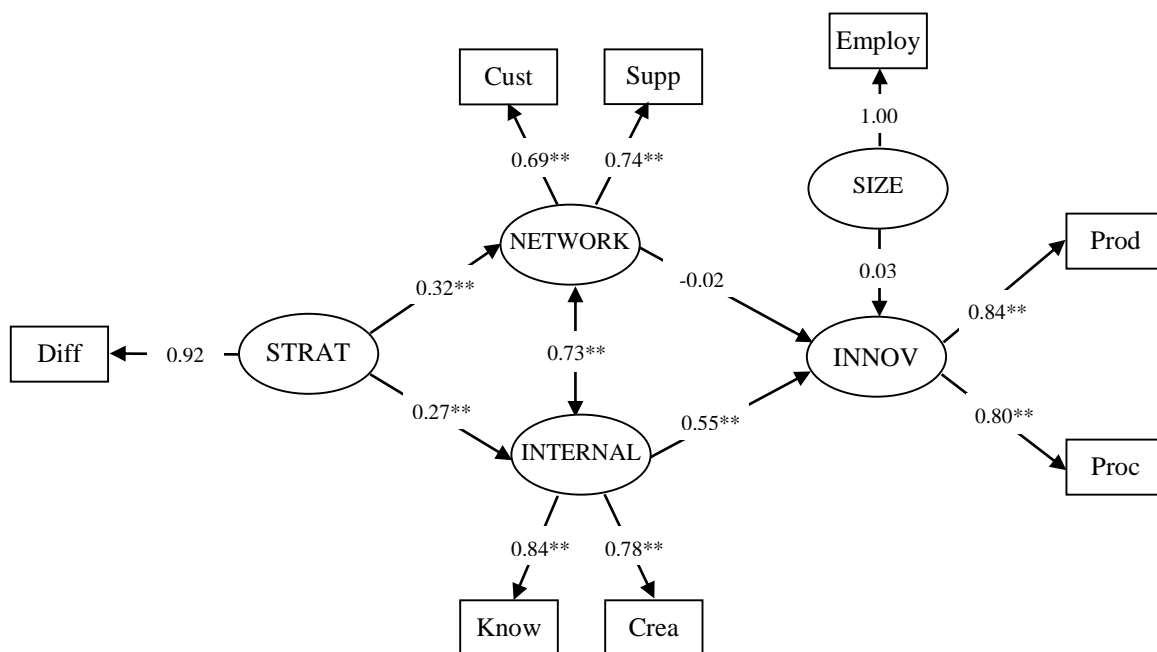 Employ
Cust
Supp
1.00
0.69**
0.74**
SIZE
NETWORK
Prod
0.32**
-0.02
0.03
0.84**
Diff
0.92
STRAT
0.73**
INNOV
0.27**
0.55**
0.80**
INTERNAL
Proc
0.84**
0.78**
Know
Crea